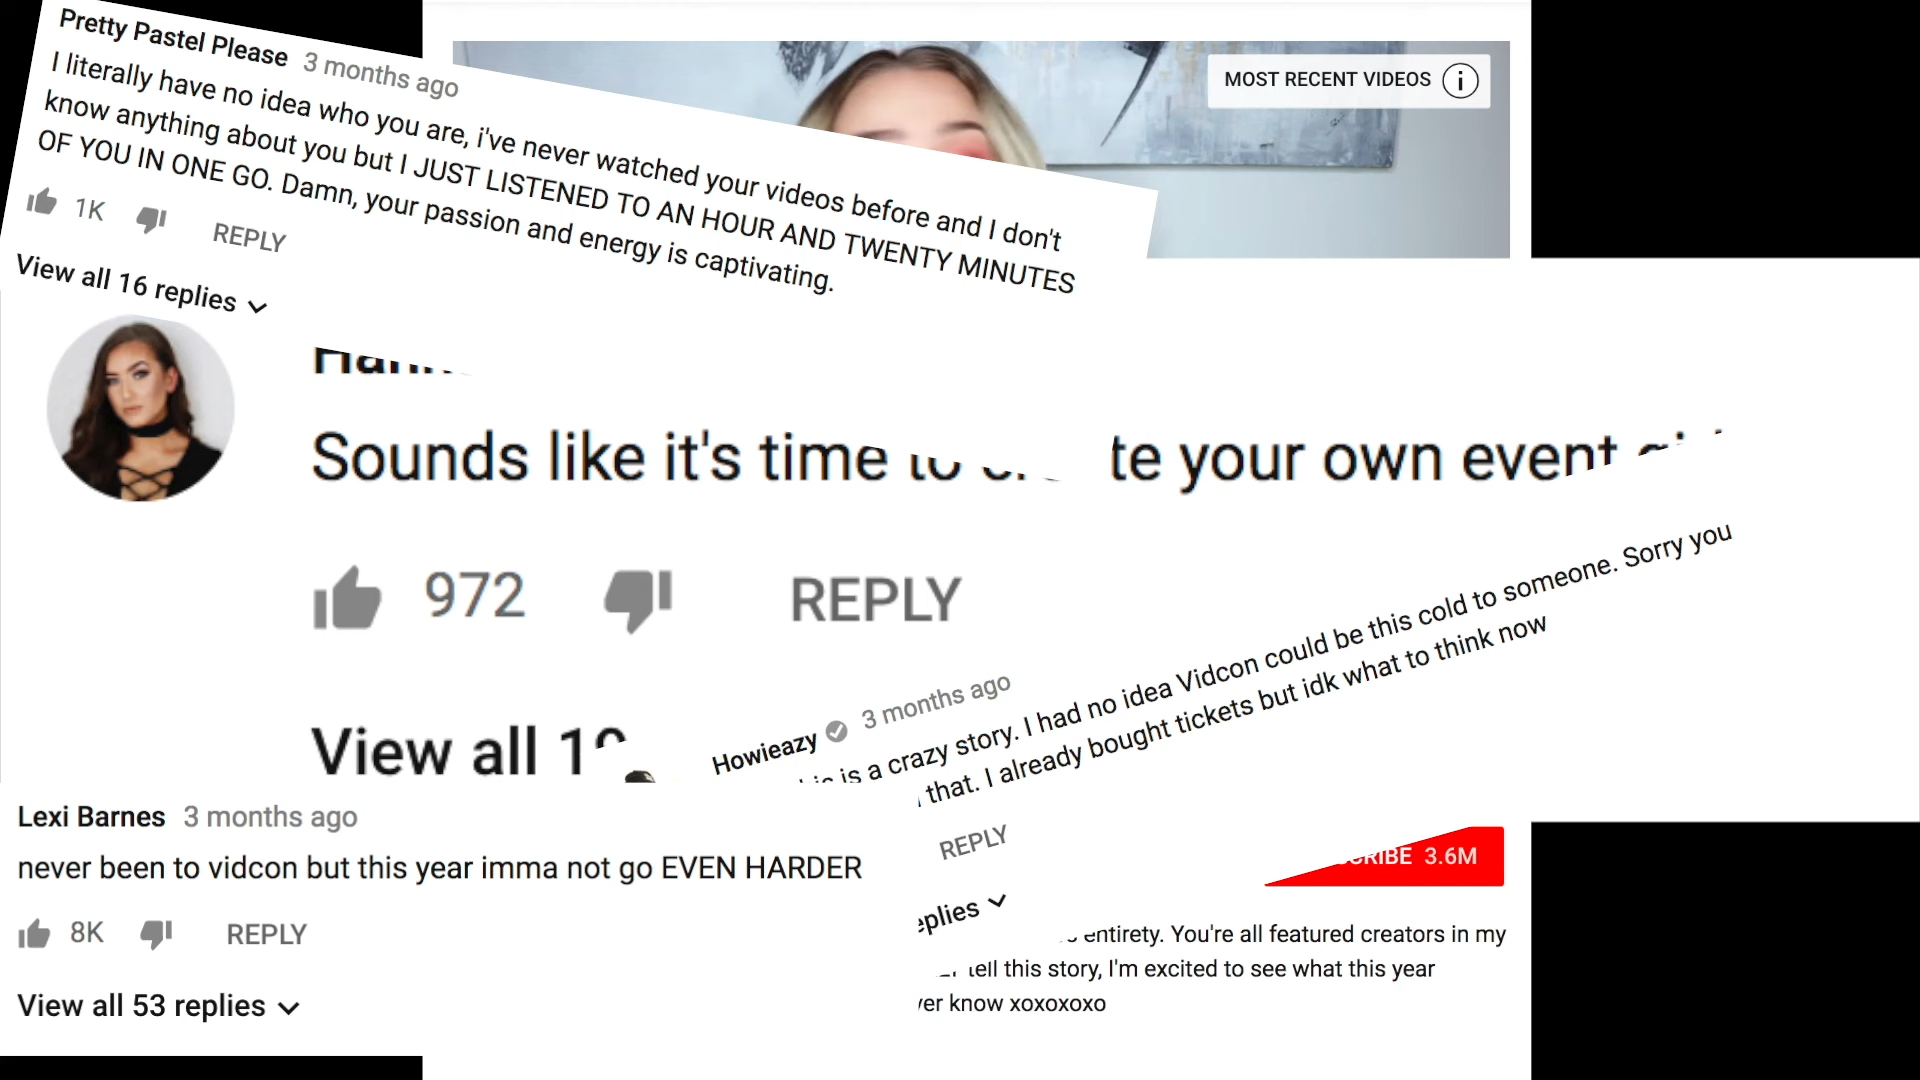 Pretty Pastel Please 3 months ago
I literally have no idea who you are, i've never watched your videos before and I don't
know anything about you but I JUST LISTENED TO AN HOUR AND TWENTY MINUTES
OF YOU IN ONE GO. Damn, your passion and energy is captivating.
1K REPLY
View all 16 replies
MOST RECENT VIDEOS
Sounds like it's time your own event
972 REPLY
View all
Howieazy 3 months ago
is a crazy story. I had no idea Vidcon could be this cold to someone. Sorry you
that. I already bought tickets but idk what to think now
REPLY
Lexi Barnes 3 months ago
never been to vidcon but this year imma not go EVEN HARDER
8K REPLY
View all 53 replies
3.6M
entirety. You're all featured creators in my
tell this story, I'm excited to see what this year
know xoxoxoxo